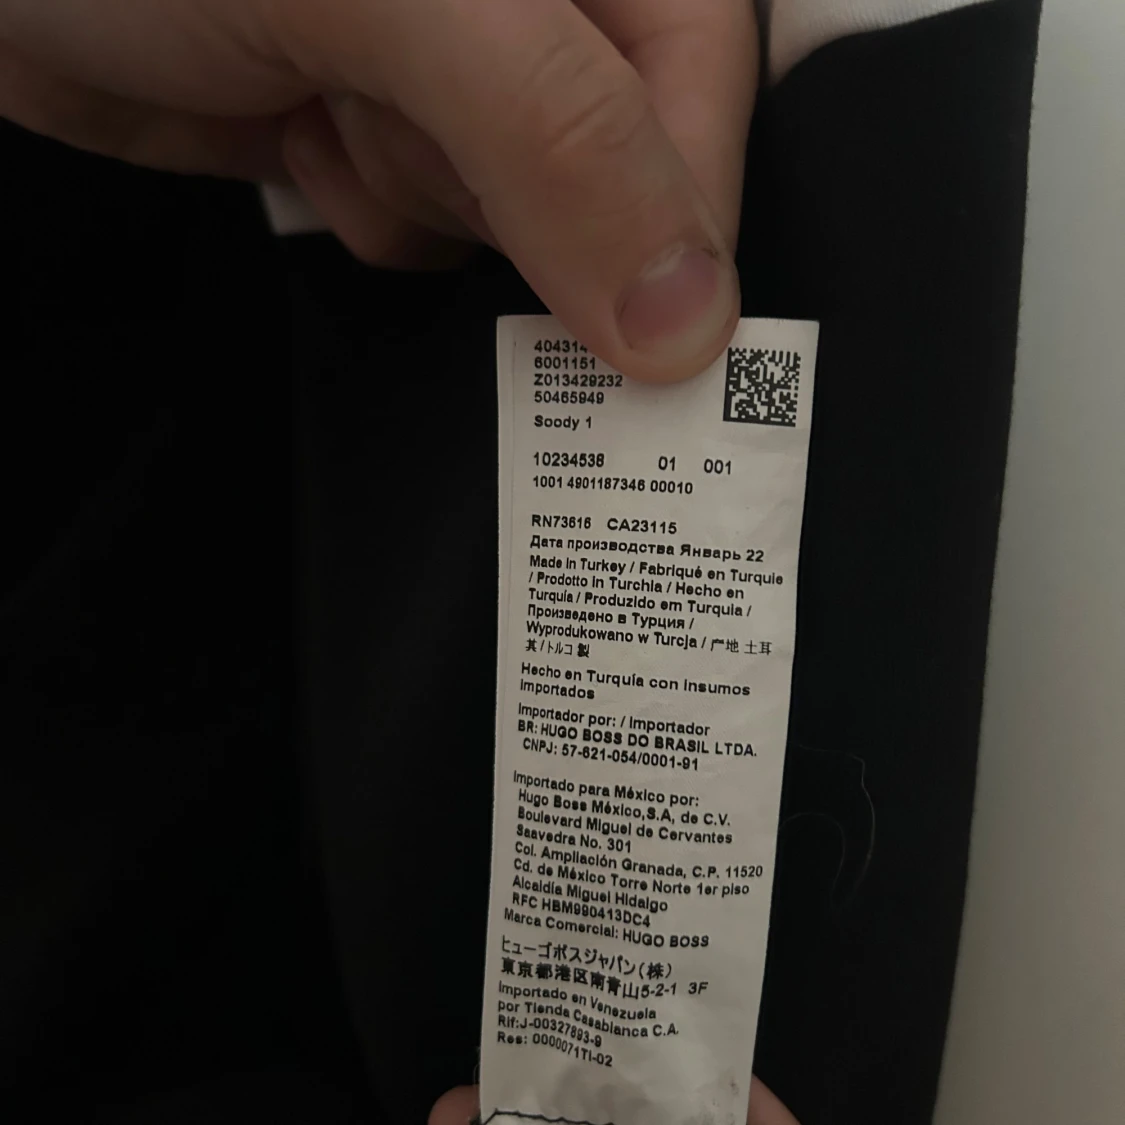 404314
6001151
Z013429232
50465949
Soody 1
10234538 01 001
1001 4901187346 00010
RN73616 CA23115
Дата производства Январь 22
Made in Turkey / Fabriqué en Turquie
/ Prodotto in Turchia / Hecho en
Turquía / Produzido em Turquia /
Произведено в Турция /
Wyprodukowano w Turcja / 产地 土耳
其 / トルコ 製
Hecho en Turquía con Insumos
Importados
Importador por: / Importador
BR: HUGO BOSS DO BRASIL LTDA.
CNPJ: 57-621-054/0001-91
Importado para México por:
Hugo Boss México,S.A, de C.V.
Boulevard Miguel de Cervantes
Saavedra No. 301
Col. Ampliación Granada, C.P. 11520
Cd. de México Torre Norte 1er piso
Alcaldía Miguel Hidalgo
RFC HBM990413DC4
Marca Comercial: HUGO BOSS
ヒューゴボスジャパン(株)
東京都港区南青山5-2-1 3F
Importado en Venezuela
por Tienda Casablanca C.A.
Rif:J-00327893-9
Res: 0000071TI-02